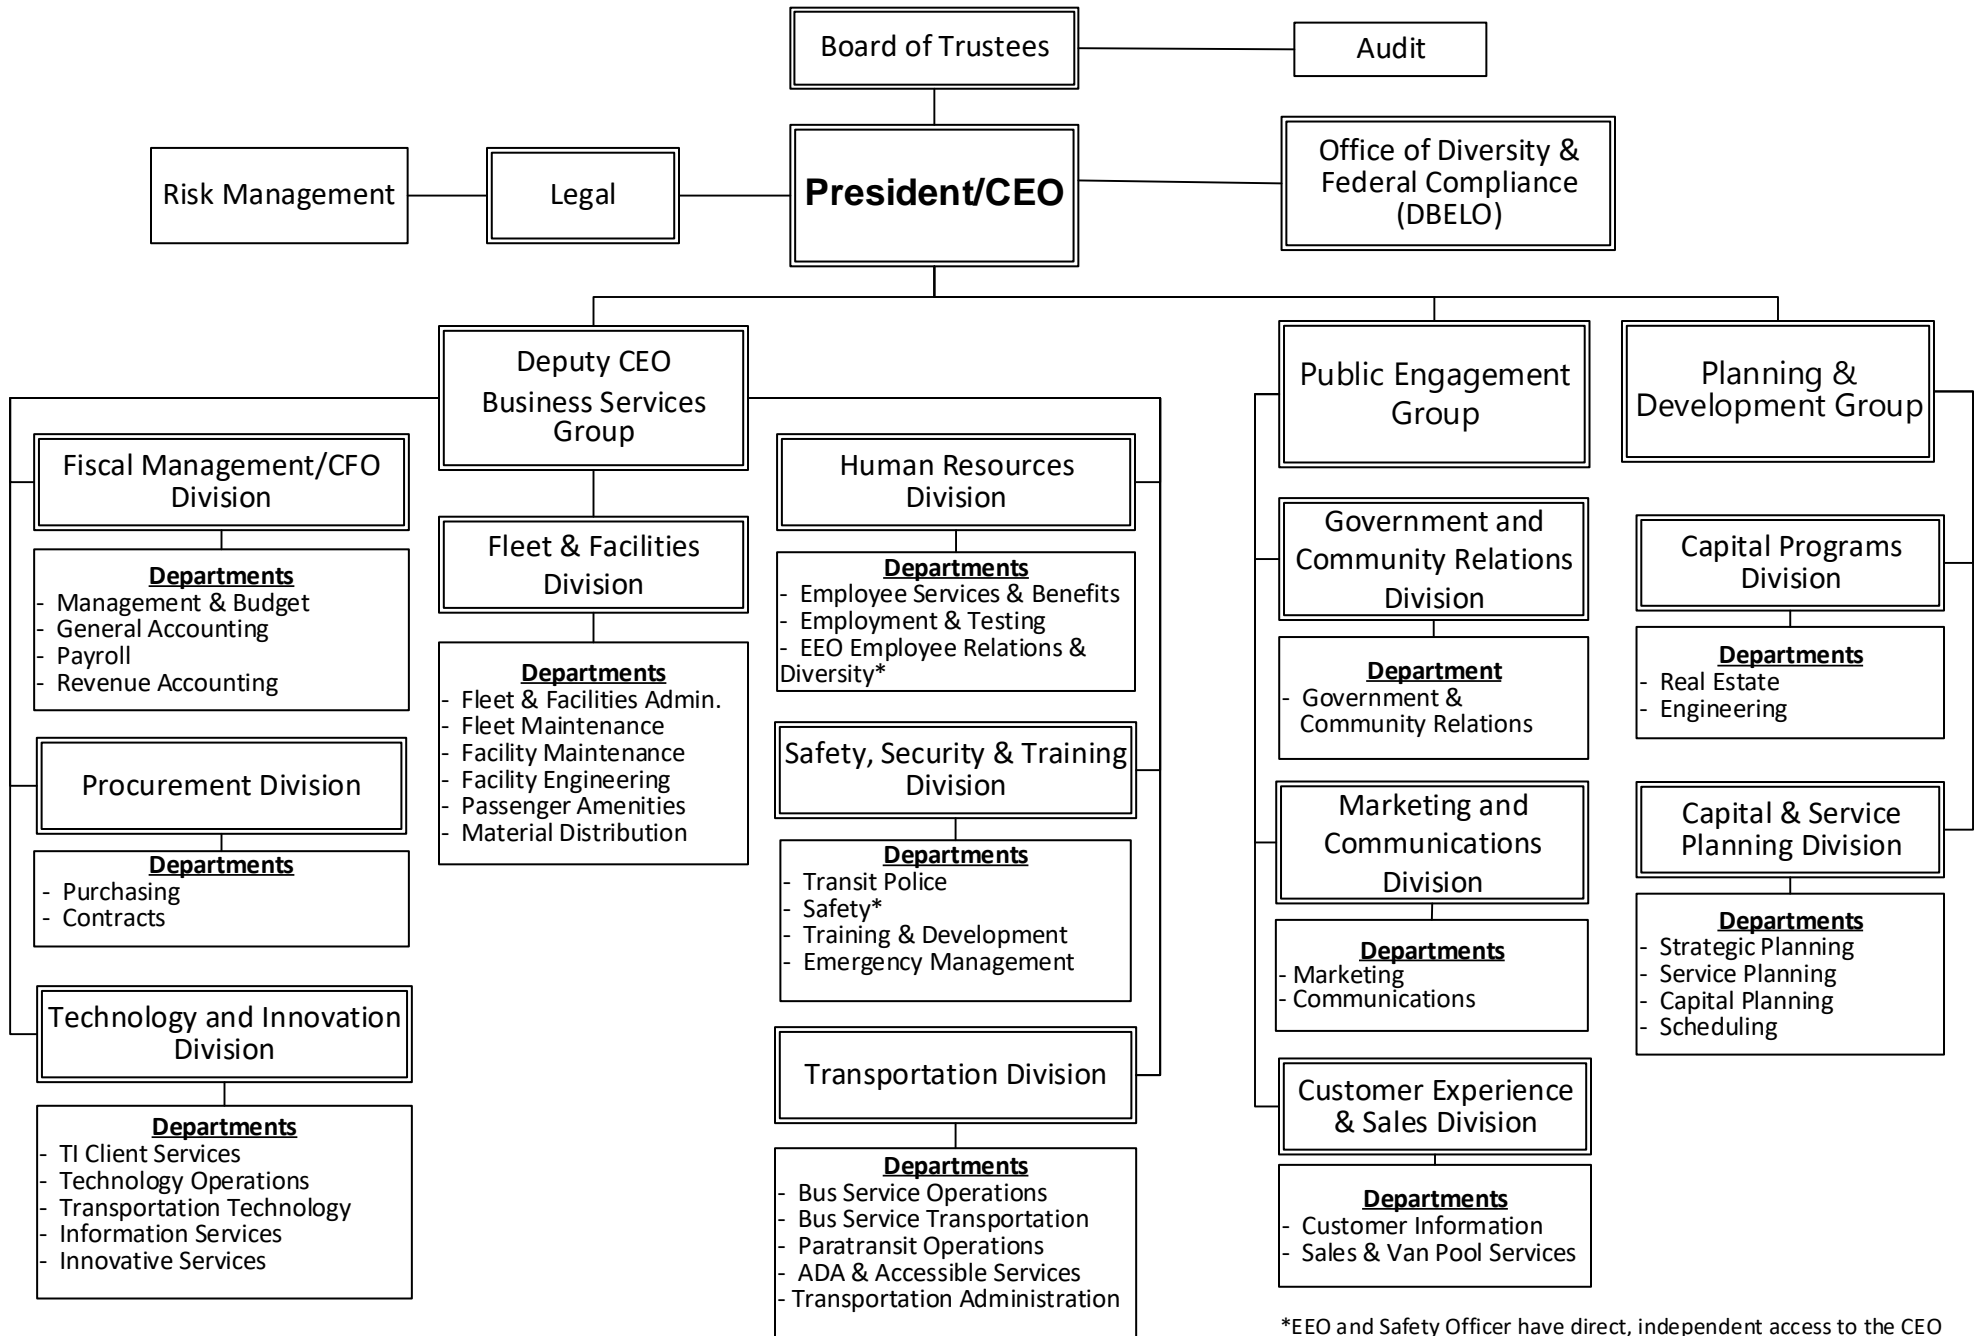 Board of Trustees
Audit
Risk Management
Legal
President/CEO
Office of Diversity &
Federal Compliance
(DBELO)
Deputy CEO
Business Services
Group
Public Engagement
Group
Planning &
Development Group
Fiscal Management/CFO
Division
Departments
- Management & Budget
- General Accounting
- Payroll
- Revenue Accounting
Procurement Division
Departments
- Purchasing
- Contracts
Technology and Innovation
Division
Departments
- TI Client Services
- Technology Operations
- Transportation Technology
- Information Services
- Innovative Services
Fleet & Facilities
Division
Departments
- Fleet & Facilities Admin.
- Fleet Maintenance
- Facility Maintenance
- Facility Engineering
- Passenger Amenities
- Material Distribution
Human Resources
Division
Departments
- Employee Services & Benefits
- Employment & Testing
- EEO Employee Relations &
Diversity*
Safety, Security & Training
Division
Departments
- Transit Police
- Safety*
- Training & Development
- Emergency Management
Transportation Division
Departments
- Bus Service Operations
- Bus Service Transportation
- Paratransit Operations
- ADA & Accessible Services
- Transportation Administration
Government and
Community Relations
Division
Department
- Government &
Community Relations
Marketing and
Communications
Division
Departments
- Marketing
- Communications
Customer Experience
& Sales Division
Departments
- Customer Information
- Sales & Van Pool Services
Capital Programs
Division
Departments
- Real Estate
- Engineering
Capital & Service
Planning Division
Departments
- Strategic Planning
- Service Planning
- Capital Planning
- Scheduling
*EEO and Safety Officer have direct, independent access to the CEO